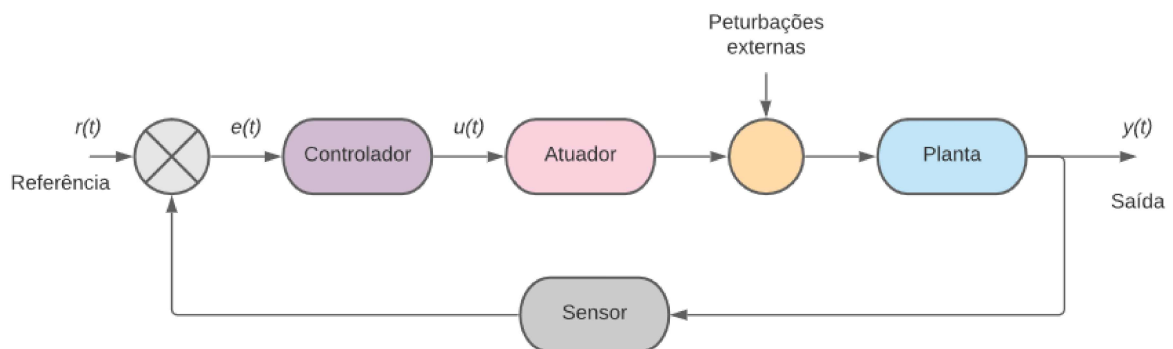 Peturbações
externas
r(t)
e(t)
u(t)
y(t)
Controlador
Atuador
Planta
Referência
Saída
Sensor